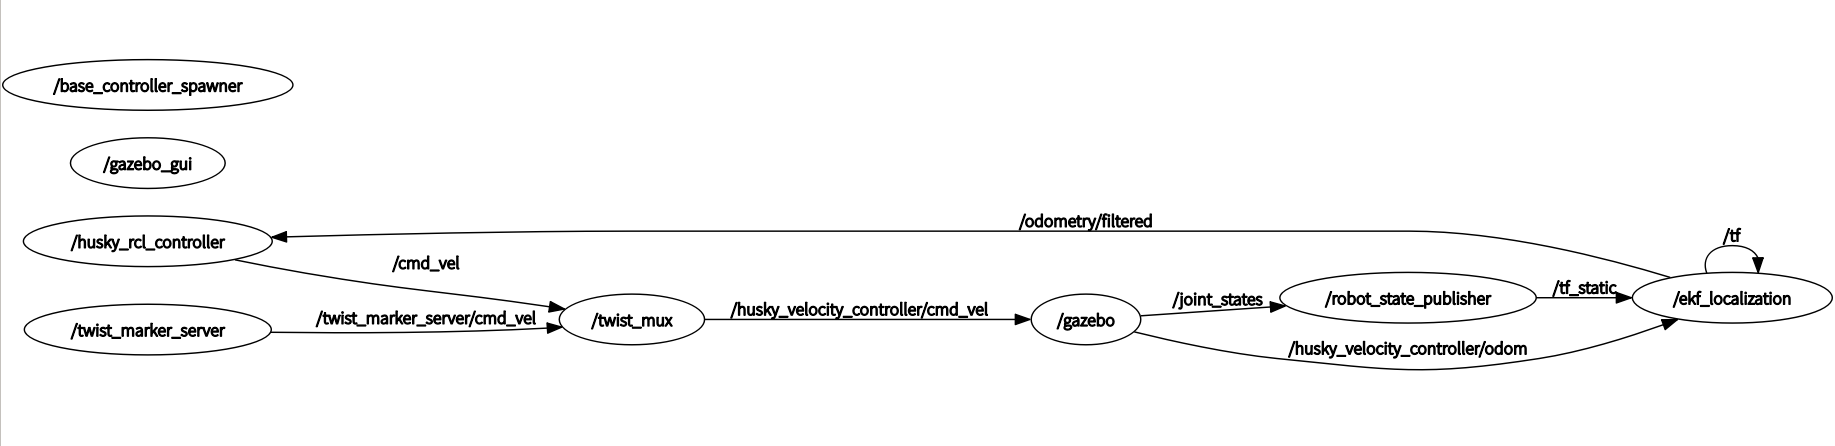 /base_controller_spawner
/gazebo_gui
/odometry/filtered
/tf
/husky_rcl_controller
/cmd_vel
/joint_states
/tf_static
/robot_state_publisher
/ekf_localization
/twist_marker_server/cmd_vel
/husky_velocity_controller/cmd_vel
/twist_marker_server
/twist_mux
/gazebo
/husky_velocity_controller/odom